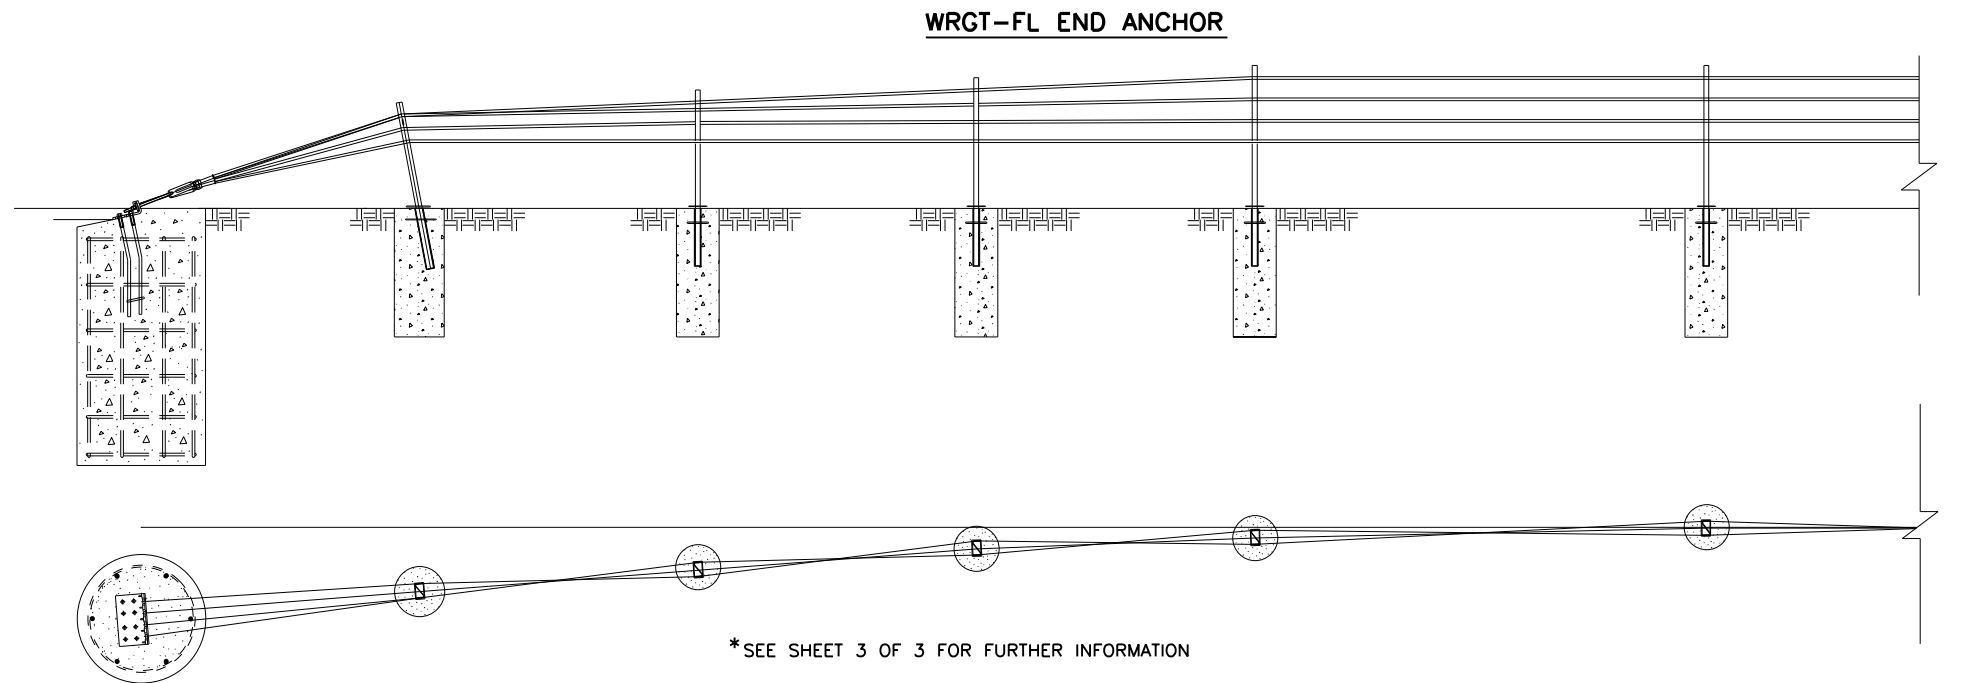 WRGT-FL END ANCHOR
*SEE SHEET 3 OF 3 FOR FURTHER INFORMATION